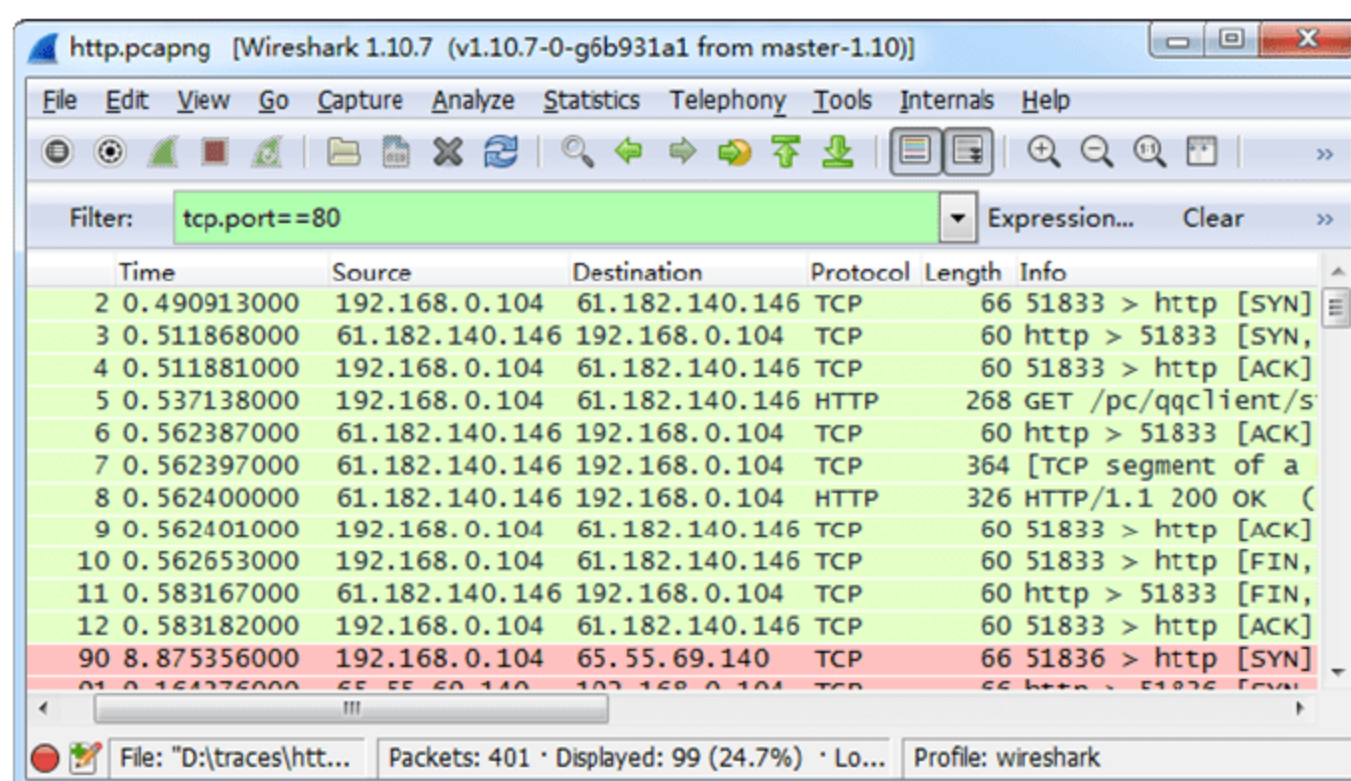 http.pcapng [Wireshark 1.10.7 (v1.10.7-0-g6b931a1 from master-1.10)]
File Edit View Go Capture Analyze Statistics Telephony Tools Internals Help
Filter: tcp.port==80 Expression... Clear »
Time Source Destination Protocol Length Info
2 0.490913000 192.168.0.104 61.182.140.146 TCP 66 51833 > http [SYN]
3 0.511868000 61.182.140.146 192.168.0.104 TCP 60 http > 51833 [SYN,
4 0.511881000 192.168.0.104 61.182.140.146 TCP 60 51833 > http [ACK]
5 0.537138000 192.168.0.104 61.182.140.146 HTTP 268 GET /pc/qqclient/s
6 0.562387000 61.182.140.146 192.168.0.104 TCP 60 http > 51833 [ACK]
7 0.562397000 61.182.140.146 192.168.0.104 TCP 364 [TCP segment of a
8 0.562400000 61.182.140.146 192.168.0.104 HTTP 326 HTTP/1.1 200 OK (
9 0.562401000 192.168.0.104 61.182.140.146 TCP 60 51833 > http [ACK]
10 0.562653000 192.168.0.104 61.182.140.146 TCP 60 51833 > http [FIN,
11 0.583167000 61.182.140.146 192.168.0.104 TCP 60 http > 51833 [FIN,
12 0.583182000 192.168.0.104 61.182.140.146 TCP 60 51833 > http [ACK]
90 8.875356000 192.168.0.104 65.55.69.140 TCP 66 51836 > http [SYN]
File: "D:\traces\htt... Packets: 401 · Displayed: 99 (24.7%) · Lo... Profile: wireshark